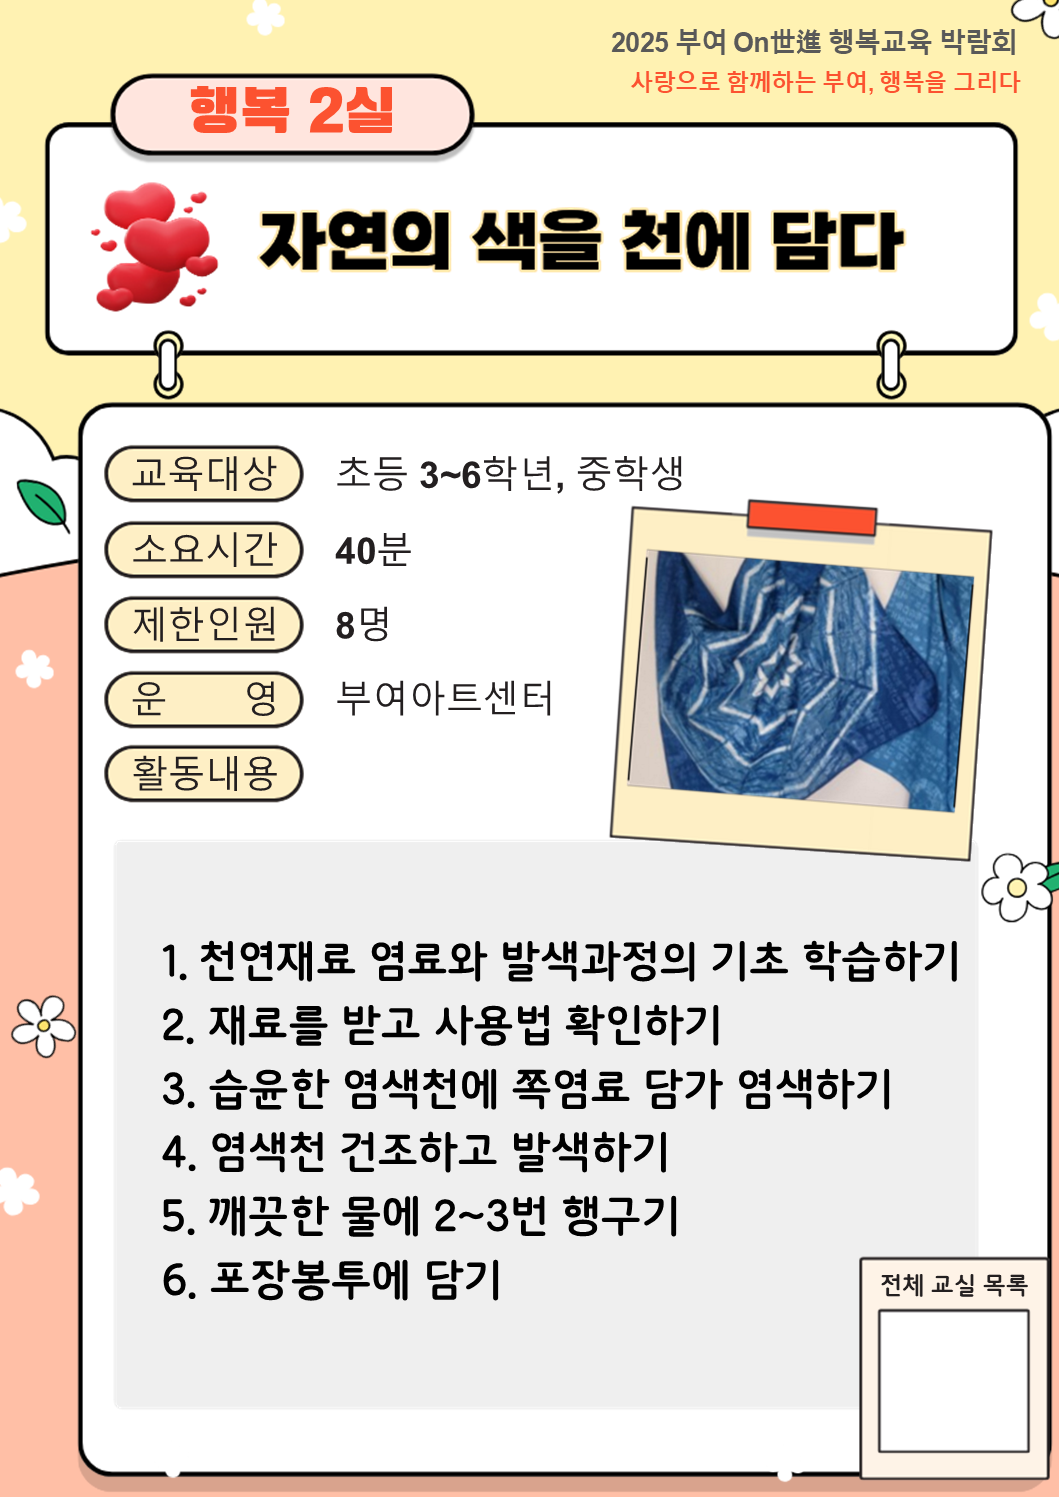 2025 부여 On世進 행복교육 박람회
사랑으로 함께하는 부여, 행복을 그리다
행복 2실
자연의 색을 천에 담다
교육대상 초등 3~6학년, 중학생
소요시간 40분
제한인원 8명
운 영 부여아트센터
활동내용
1. 천연재료 염료와 발색과정의 기초 학습하기
2. 재료를 받고 사용법 확인하기
3. 습윤한 염색천에 쪽염료 담가 염색하기
4. 염색천 건조하고 발색하기
5. 깨끗한 물에 2~3번 행구기
6. 포장봉투에 담기
전체 교실 목록